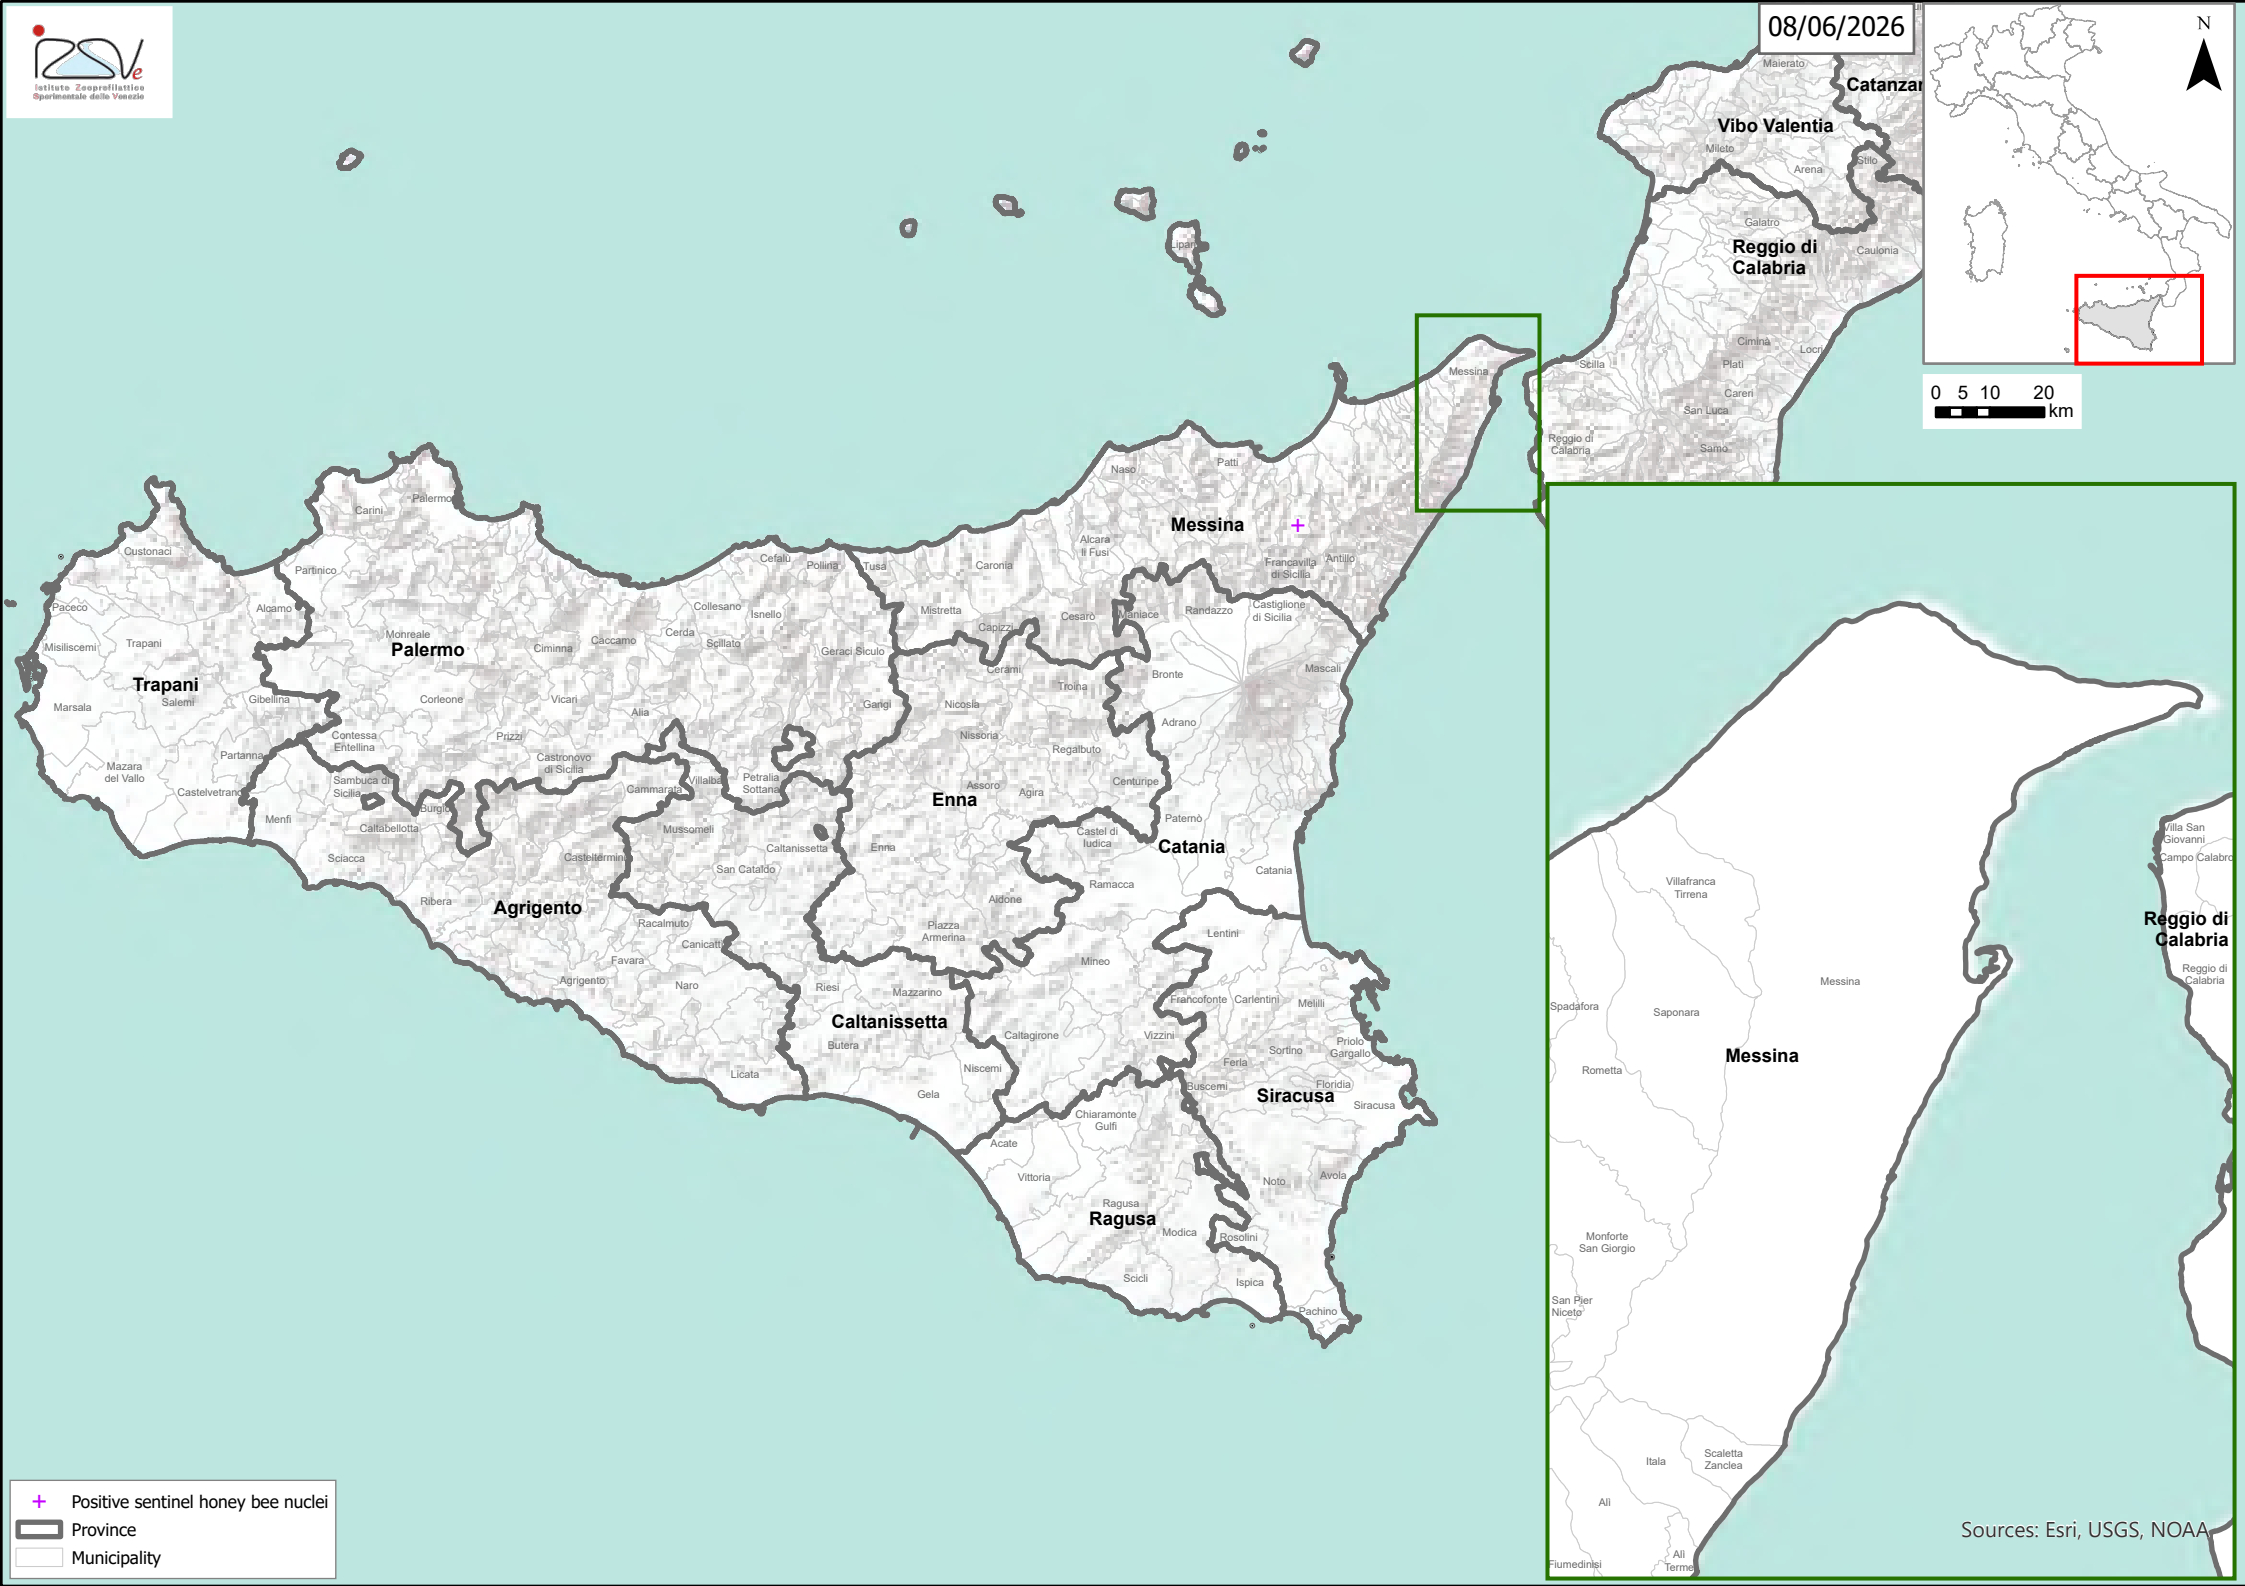 Istituto Zooprofilattico
Sperimentale delle Venezie
08/06/2026
N
0 5 10 20
km
Maierato
Catanzar
Vibo Valentia
Mileto
Arena
Stilo
Galatro
Reggio di
Calabria
Caulonia
Ciminà
Locri
Platì
Careri
San Luca
Samo
Scilla
Reggio di
Calabria
Lipari
Messina
Naso
Patti
Messina
Alcara
li Fusi
Francavilla
di Sicilia
Antillo
Tusa
Caronia
Mistretta
Capizzi
Cesarò
Maniace
Randazzo
Castiglione
di Sicilia
Palermo
Carini
Custonaci
Partinico
Cefalù
Pollina
Paceco
Alcamo
Collesano
Isnello
Misiliscemi
Trapani
Monreale
Palermo
Ciminna
Caccamo
Cerda
Scillato
Geraci Siculo
Cerami
Troina
Bronte
Mascali
Trapani
Salemi
Gibellina
Corleone
Vicari
Alia
Gangi
Nicosia
Marsala
Contessa
Entellina
Prizzi
Nissoria
Regalbuto
Adrano
Partanna
Castronovo
di Sicilia
Mazara
del Vallo
Castelvetrano
Sambuca di
Sicilia
Burgio
Cammarata
Villalba
Petralia
Sottana
Assoro
Agira
Centuripe
Enna
Menfi
Caltabellotta
Mussomeli
Castel di
Iudica
Paternò
Catania
Sciacca
Casteltermini
Caltanissetta
San Cataldo
Enna
Ramacca
Catania
Ribera
Agrigento
Racalmuto
Canicattì
Aidone
Piazza
Armerina
Lentini
Favara
Agrigento
Naro
Riesi
Mazzarino
Mineo
Francofonte
Carlentini
Melilli
Caltanissetta
Butera
Caltagirone
Vizzini
Priolo
Gargallo
Sortino
Ferla
Licata
Niscemi
Gela
Buscemi
Floridia
Siracusa
Siracusa
Chiaramonte
Gulfi
Acate
Vittoria
Noto
Avola
Ragusa
Ragusa
Modica
Rosolini
Scicli
Ispica
Pachino
Villa San
Giovanni
Campo Calabro
Villafranca
Tirrena
Reggio di
Calabria
Reggio di
Calabria
Messina
Spadafora
Saponara
Messina
Rometta
Monforte
San Giorgio
San Pier
Niceto
Scaletta
Zanclea
Itala
Alì
Alì
Terme
Fiumedinisi
Sources: Esri, USGS, NOAA
Positive sentinel honey bee nuclei
Province
Municipality